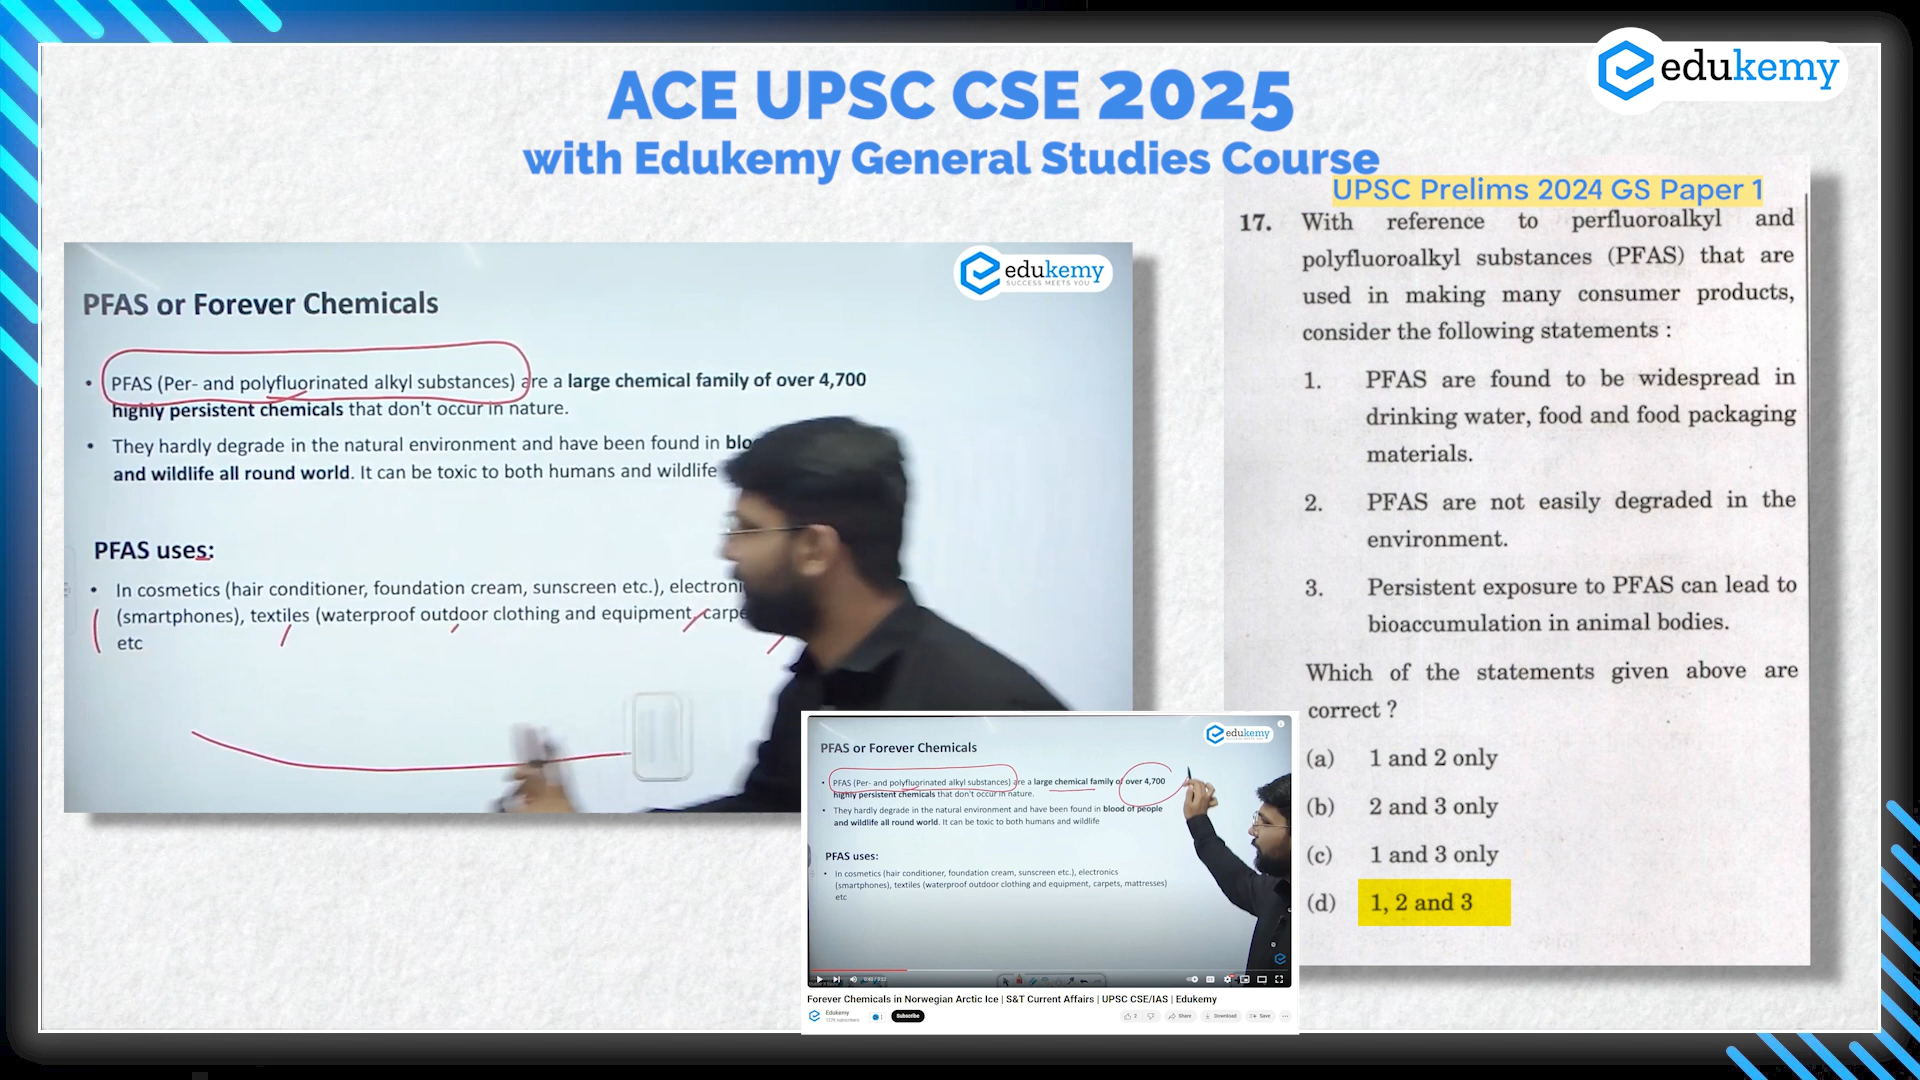 edukemy
ACE UPSC CSE 2025
with Edukemy General Studies Course
edukemy
SUCCESS MEETS YOU
PFAS or Forever Chemicals
• PFAS (Per- and polyfluorinated alkyl substances) are a large chemical family of over 4,700
highly persistent chemicals that don't occur in nature.
• They hardly degrade in the natural environment and have been found in blo
and wildlife all round world. It can be toxic to both humans and wildlife
PFAS uses:
• In cosmetics (hair conditioner, foundation cream, sunscreen etc.), electroni
(smartphones), textiles (waterproof outdoor clothing and equipment, carpe
etc
edukemy
PFAS or Forever Chemicals
• PFAS (Per- and polyfluorinated alkyl substances) are a large chemical family of over 4,700
highly persistent chemicals that don't occur in nature.
• They hardly degrade in the natural environment and have been found in blood of people
and wildlife all round world. It can be toxic to both humans and wildlife
PFAS uses:
• In cosmetics (hair conditioner, foundation cream, sunscreen etc.), electronics
(smartphones), textiles (waterproof outdoor clothing and equipment, carpets, mattresses)
etc
Forever Chemicals in Norwegian Arctic Ice | S&T Current Affairs | UPSC CSE/IAS | Edukemy
Edukemy
Subscribe
2
Share
Download
Save
UPSC Prelims 2024 GS Paper 1
17. With reference to perfluoroalkyl and
polyfluoroalkyl substances (PFAS) that are
used in making many consumer products,
consider the following statements :
1. PFAS are found to be widespread in
drinking water, food and food packaging
materials.
2. PFAS are not easily degraded in the
environment.
3. Persistent exposure to PFAS can lead to
bioaccumulation in animal bodies.
Which of the statements given above are
correct ?
(a) 1 and 2 only
(b) 2 and 3 only
(c) 1 and 3 only
(d) 1, 2 and 3